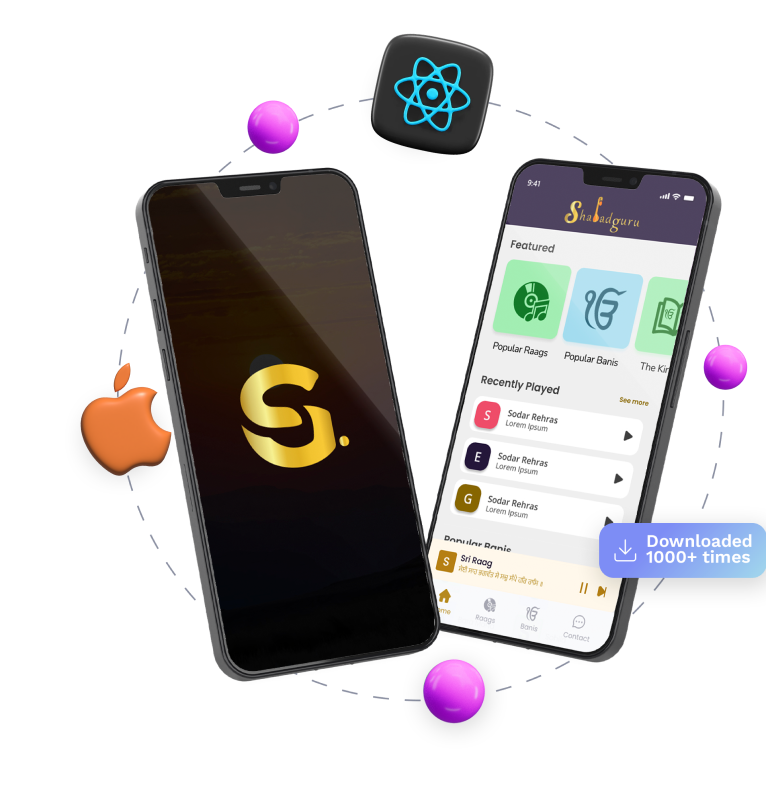 9:41
Shabadguru
Featured
Popular Raags
Popular Banis
The Kin
Recently Played
See more
S
Sodar Rehras
Lorem Ipsum
E
Sodar Rehras
Lorem Ipsum
G
Sodar Rehras
Lorem Ipsum
Popular Banis
S
Sri Raag
Downloaded
1000+ times
ome
Raags
Banis
Contact
ੴ
ੴ
ੴ